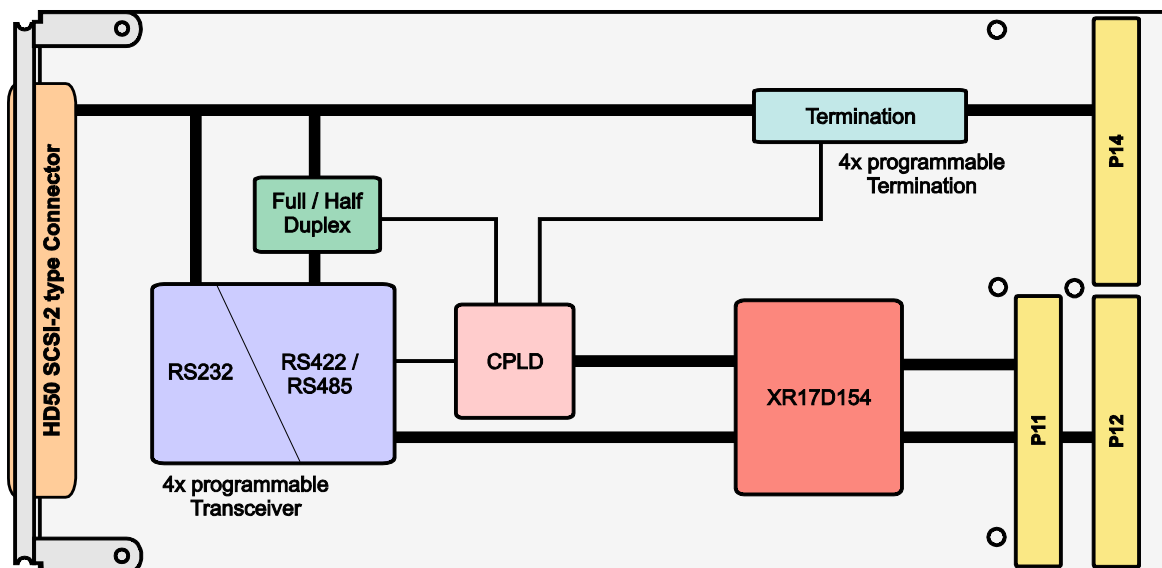 HD50 SCSI-2 type Connector
Termination
4x programmable
Termination
P14
Full / Half
Duplex
RS232
RS422 /
RS485
CPLD
XR17D154
P11
P12
4x programmable
Transceiver